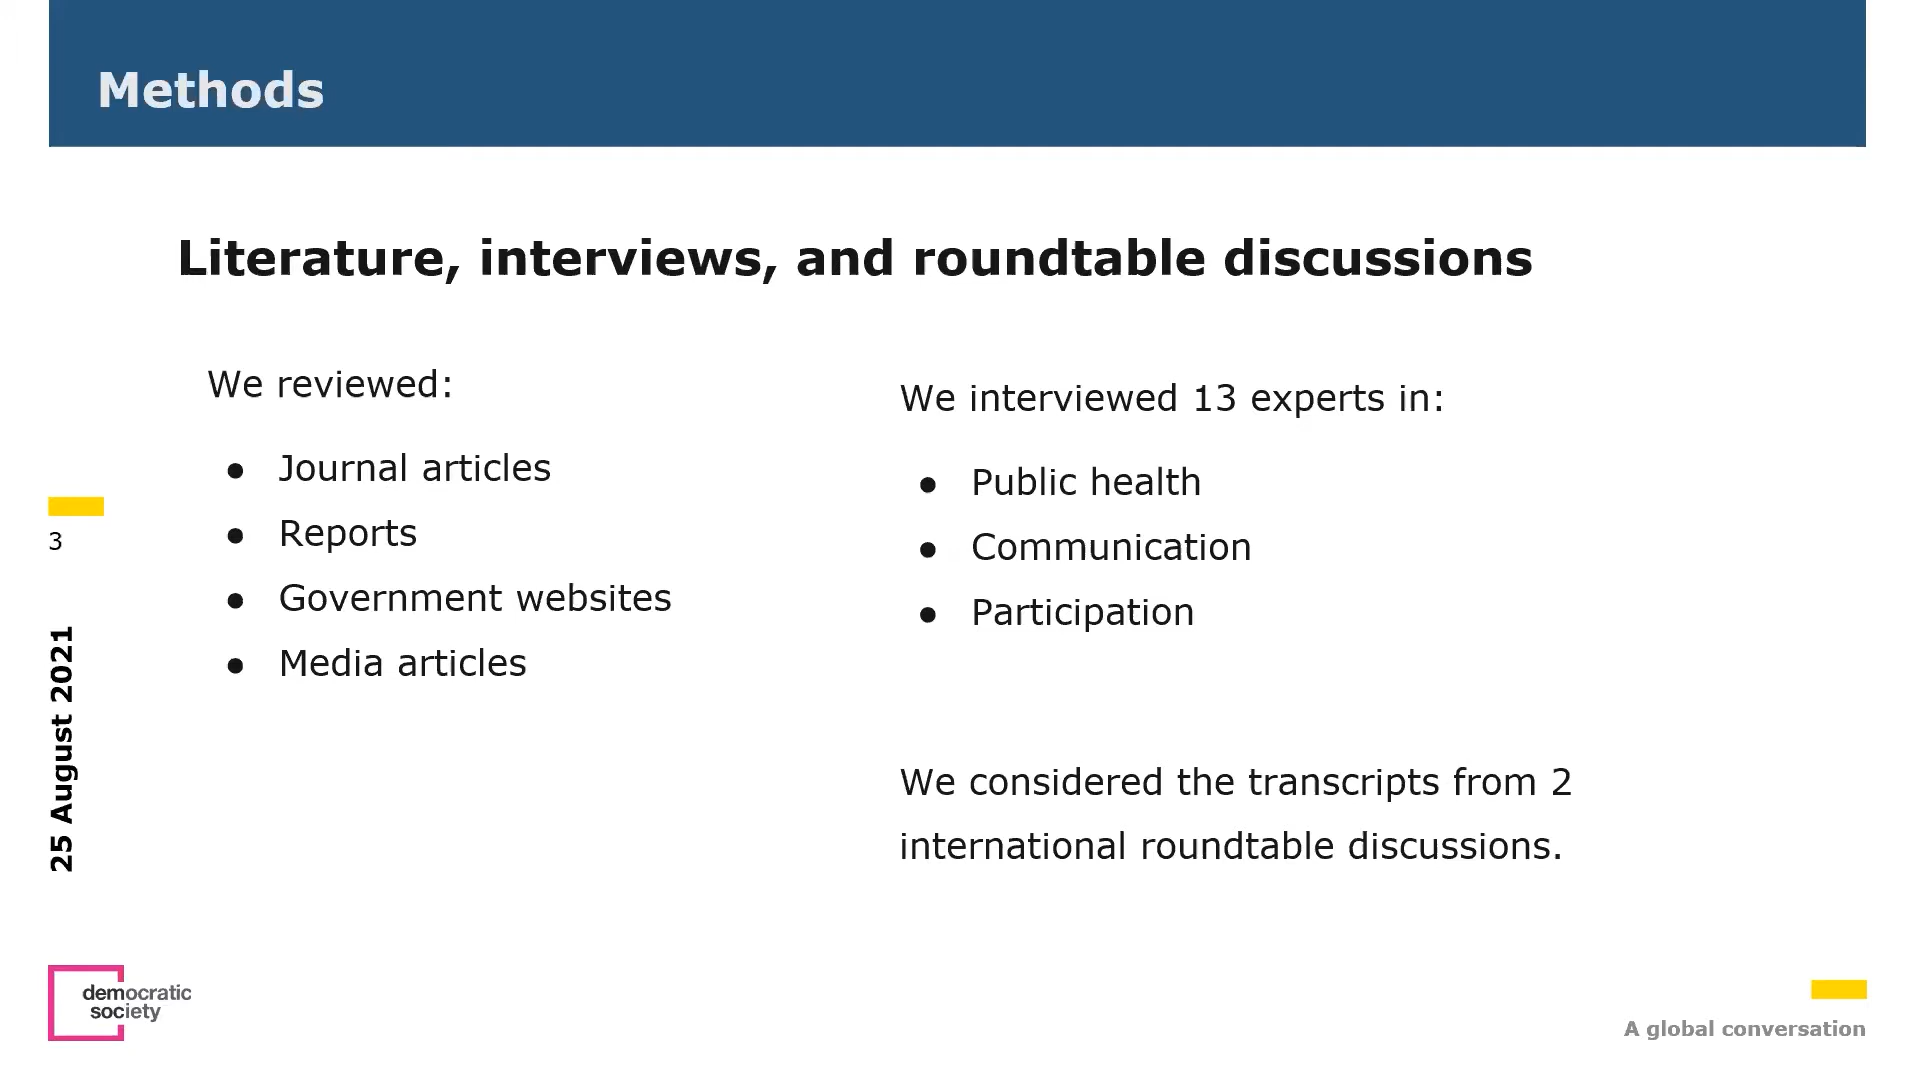 Methods
Literature, interviews, and roundtable discussions
We reviewed:
● Journal articles
● Reports
● Government websites
● Media articles
We interviewed 13 experts in:
● Public health
● Communication
● Participation
We considered the transcripts from 2
international roundtable discussions.
3
25 August 2021
democratic
society
A global conversation